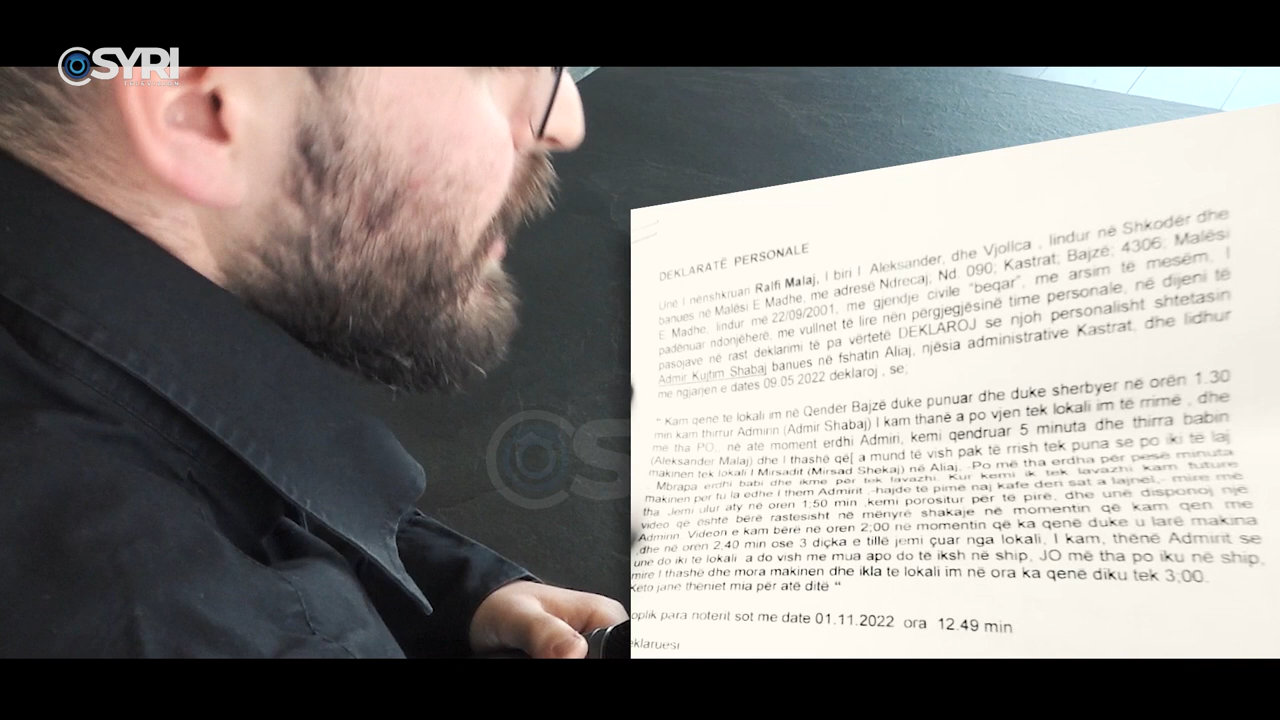 SYRI
DEKLARATË PERSONALE
Unë I nënshkruari Ralfi Malaj, I biri I Aleksander, dhe Vjollca , lindur në Shkodër dhe
banues në Malësi E Madhe, me adresë Ndrecaj; Nd. 090; Kastrat; Bajzë; 4306; Malësi
E Madhe, lindur më 22/09/2001, me gjendje civile "beqar", me arsim të mesëm, I
padënuar ndonjëherë, me vullnet të lire nën përgjegjësinë time personale, në dijeni të
pasojave në rast deklarimi të pa vërtetë DEKLAROJ se njoh personalisht shtetasin
Admir Kujtim Shabaj banues në fshatin Aliaj, njësia administrative Kastrat, dhe lidhur
me ngjarjen e dates 09.05 2022 deklaroj , se;
" Kam qenë te lokali im në Qendër Bajzë duke punuar dhe duke sherbyer në orën 1.30
min kam thirrur Admirin (Admir Shabaj) I kam thanë a po vjen tek lokali im të rrimë , dhe
më tha PO, në atë moment erdhi Admiri, kemi qendruar 5 minuta dhe thirra babin
(Aleksander Malaj) dhe I thashë që[ a mund të vish pak të rrish tek puna se po iki të laj
makinen tek lokali I Mirsadit (Mirsad Shekaj) në Aliaj, -Po më tha erdha për pesë minuta
Mbrapa erdhi babi dhe ikme për tek lavazhi. Kur kemi ik tek lavazhi kam future
makinen për tu la edhe I them Admirit ,-hajde të pimë naj kafe deri sat a lajnë!,- mire më
tha. Jemi ulur aty në oren 1;50 min ,kemi porositur për të pirë, dhe unë disponoj një
video që është bërë rastësisht në mënyrë shakaje në momentin që kam qen me
Admirin. Videon e kam bërë në oren 2;00 në momentin që ka qenë duke u larë makina
,dhe në orën 2,40 min ose 3 diçka e tillë jemi çuar nga lokali, I kam, thënë Admirit se
une do iki te lokali a do vish me mua apo do të iksh në ship, JO më tha po iku në ship,
mire I thashë dhe mora makinen dhe ikla te lokali im në ora ka qenë diku tek 3;00.
Këto janë thëniet mia për atë ditë "
oplik para noterit sot me date 01.11.2022 ora 12.49 min
eklaruesi